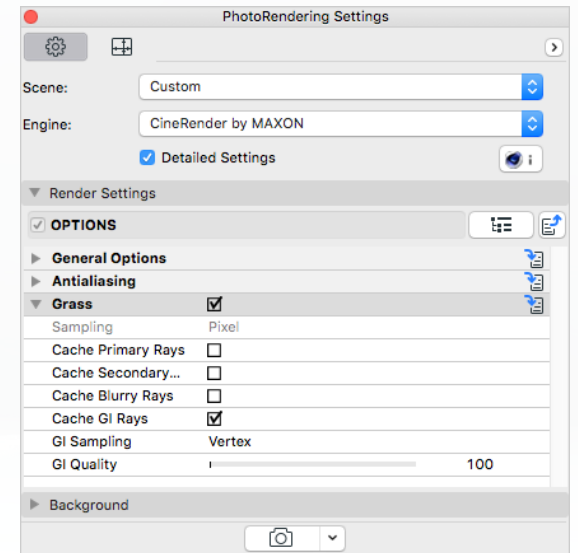 PhotoRendering Settings
Scene: Custom
Engine: CineRender by MAXON
Detailed Settings
i
Render Settings
OPTIONS
General Options
Antialiasing
Grass
Sampling Pixel
Cache Primary Rays
Cache Secondary...
Cache Blurry Rays
Cache GI Rays
GI Sampling Vertex
GI Quality 100
Background